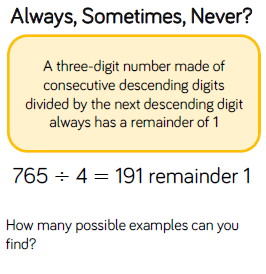 Always, Sometimes, Never?
A three-digit number made of
consecutive descending digits
divided by the next descending digit
always has a remainder of 1
765 ÷ 4 = 191 remainder 1
How many possible examples can you
find?